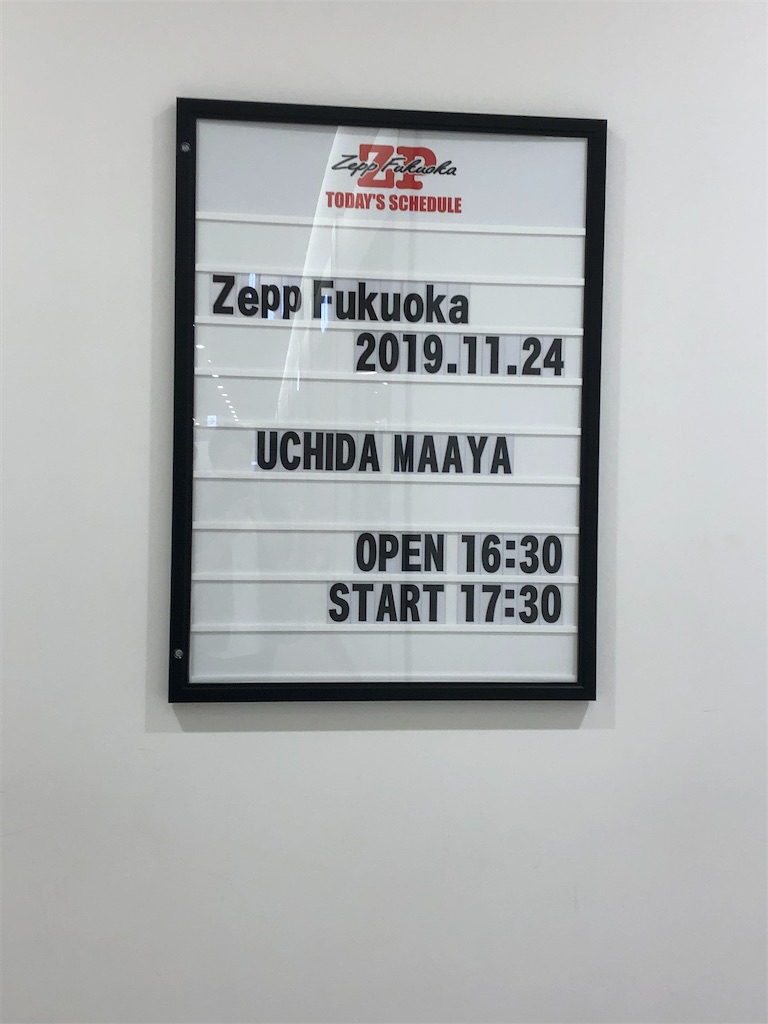 ZP
Zepp Fukuoka
TODAY'S SCHEDULE
Zepp Fukuoka
2019.11.24
UCHIDA MAAYA
OPEN 16:30
START 17:30